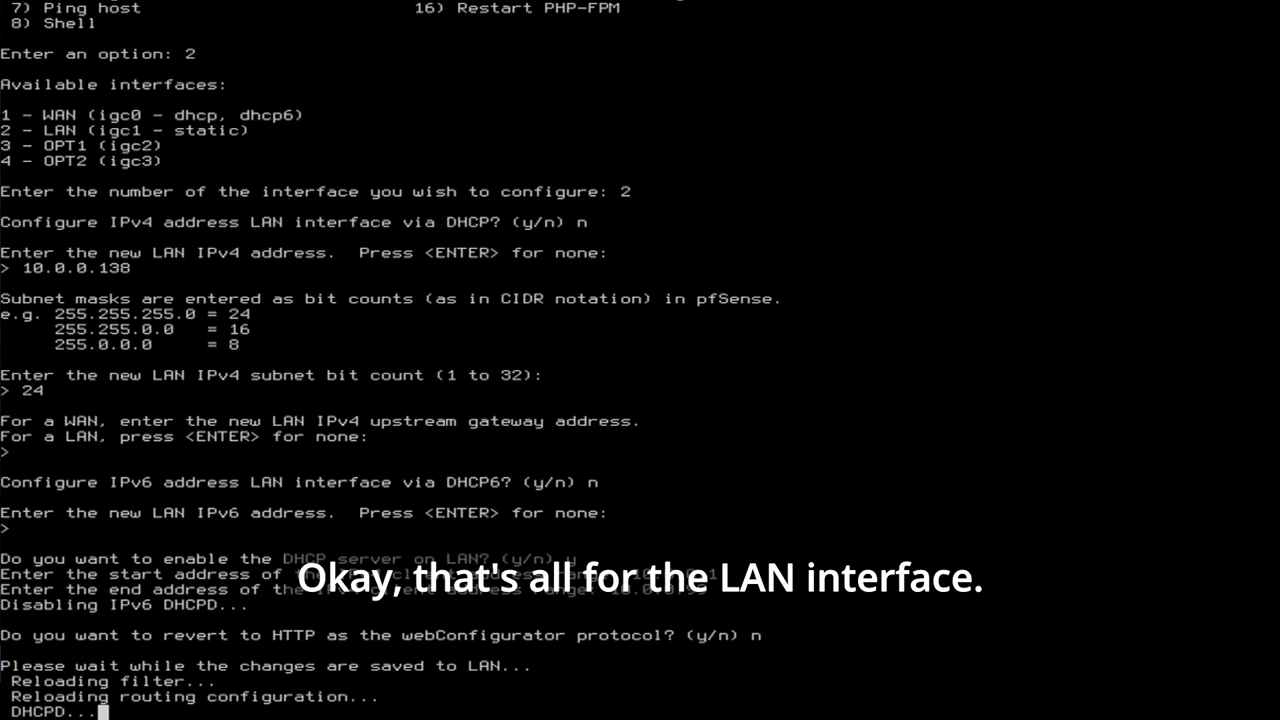 7) Ping host                         16) Restart PHP-FPM
8) Shell
Enter an option: 2
Available interfaces:
1 - WAN (igc0 - dhcp, dhcp6)
2 - LAN (igc1 - static)
3 - OPT1 (igc2)
4 - OPT2 (igc3)
Enter the number of the interface you wish to configure: 2
Configure IPv4 address LAN interface via DHCP? (y/n) n
Enter the new LAN IPv4 address.  Press <ENTER> for none:
> 10.0.0.138
Subnet masks are entered as bit counts (as in CIDR notation) in pfSense.
e.g. 255.255.255.0 = 24
     255.255.0.0   = 16
     255.0.0.0     = 8
Enter the new LAN IPv4 subnet bit count (1 to 32):
> 24
For a WAN, enter the new LAN IPv4 upstream gateway address.
For a LAN, press <ENTER> for none:
>
Configure IPv6 address LAN interface via DHCP6? (y/n) n
Enter the new LAN IPv6 address.  Press <ENTER> for none:
>
Do you want to enable the DHCP server on LAN? (y/n) y
Enter the start address of the
Okay, that's all for the LAN interface.
Enter the end address of the
Disabling IPv6 DHCPD...
Do you want to revert to HTTP as the webConfigurator protocol? (y/n) n
Please wait while the changes are saved to LAN...
Reloading filter...
Reloading routing configuration...
DHCPD...